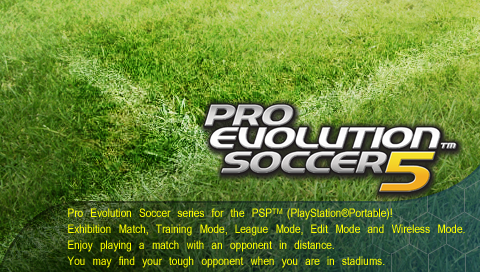 PRO
EVOLUTION™
SOCCER 5
Pro Evolution Soccer series for the PSP™ (PlayStation®Portable)!
Exhibition Match, Training Mode, League Mode, Edit Mode and Wireless Mode.
Enjoy playing a match with an opponent in distance.
You may find your tough opponent when you are in stadiums.